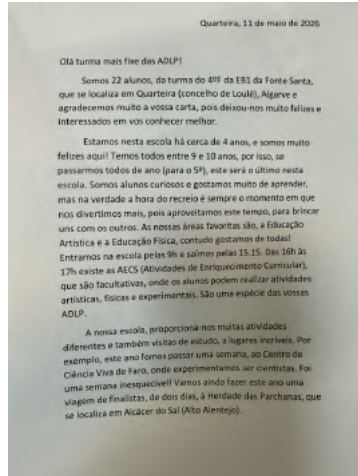 Quarteira, 11 de maio de 2026
Olá turma mais fixe das ADLP!
Somos 22 alunos, da turma do 4ºF da EB1 da Fonte Santa,
que se localiza em Quarteira (concelho de Loulé), Algarve e
agradecemos muito a vossa carta, pois deixou-nos muito felizes e
interessados em vos conhecer melhor.
Estamos nesta escola há cerca de 4 anos, e somos muito
felizes aqui! Temos todos entre 9 e 10 anos, por isso, se
passarmos todos de ano (para o 5º), este será o último nesta
escola. Somos alunos curiosos e gostamos muito de aprender,
mas na verdade a hora do recreio é sempre o momento em que
nos divertimos mais, pois aproveitamos este tempo, para brincar
uns com os outros. As nossas áreas favoritas são, a Educação
Artística e a Educação Física, contudo gostamos de todas!
Entramos na escola pelas 9h e saímos pelas 15.15. Das 16h às
17h existe as AECS (Atividades de Enriquecimento Curricular),
que são facultativas, onde os alunos podem realizar atividades
artísticas, físicas e experimentais. São uma espécie das vossas
ADLP.
A nossa escola, proporciona-nos muitas atividades
diferentes e também visitas de estudo, a lugares incríveis. Por
exemplo, este ano fomos passar uma semana, ao Centro de
Ciência Viva de Faro, onde experimentamos ser cientistas. Foi
uma semana inesquecível! Vamos ainda fazer este ano uma
viagem de finalistas, de dois dias, à Herdade das Parchanas, que
se localiza em Alcácer do Sal (Alto Alentejo).